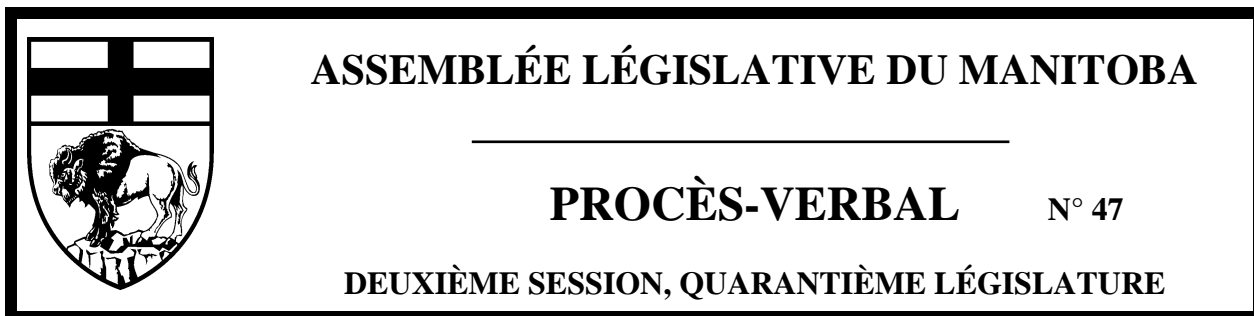 ASSEMBLÉE LÉGISLATIVE DU MANITOBA
PROCÈS-VERBAL N° 47
DEUXIÈME SESSION, QUARANTIÈME LÉGISLATURE